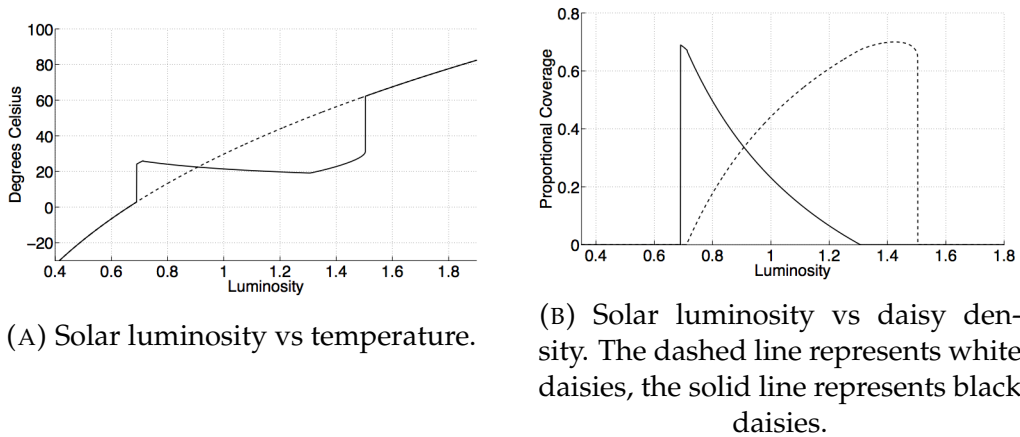 100
80
60
40
20
0
−20
Degrees Celsius
0.4 0.6 0.8 1 1.2 1.4 1.6 1.8
Luminosity
(A) Solar luminosity vs temperature.
0.8
0.6
0.4
0.2
0
Proportional Coverage
0.4 0.6 0.8 1 1.2 1.4 1.6 1.8
Luminosity
(B) Solar luminosity vs daisy den-
sity. The dashed line represents white
daisies, the solid line represents black
daisies.